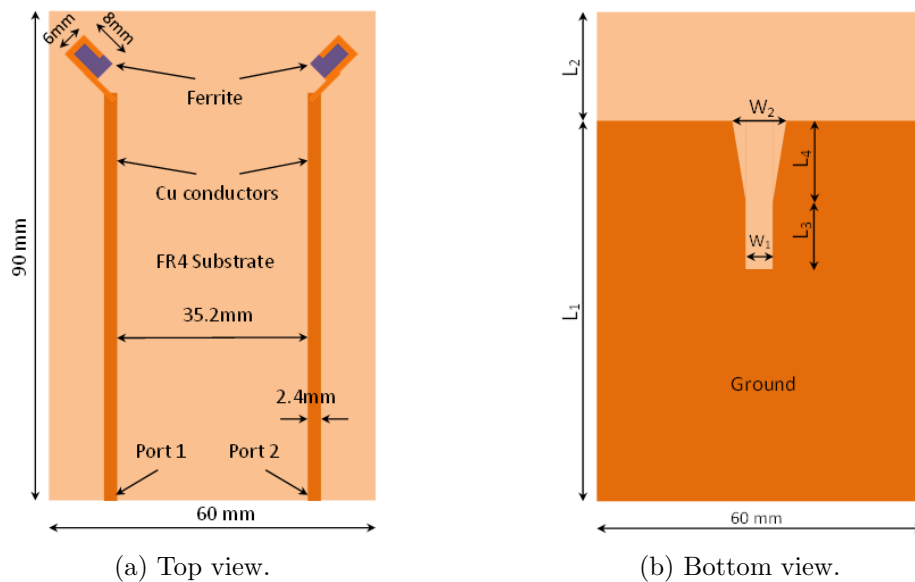 6mm
8mm
Ferrite
Cu conductors
FR4 Substrate
35.2mm
2.4mm
Port 1
Port 2
90 mm
60 mm
(a) Top view.
L₂
W₂
L₄
L₃
W₁
L₁
Ground
60 mm
(b) Bottom view.